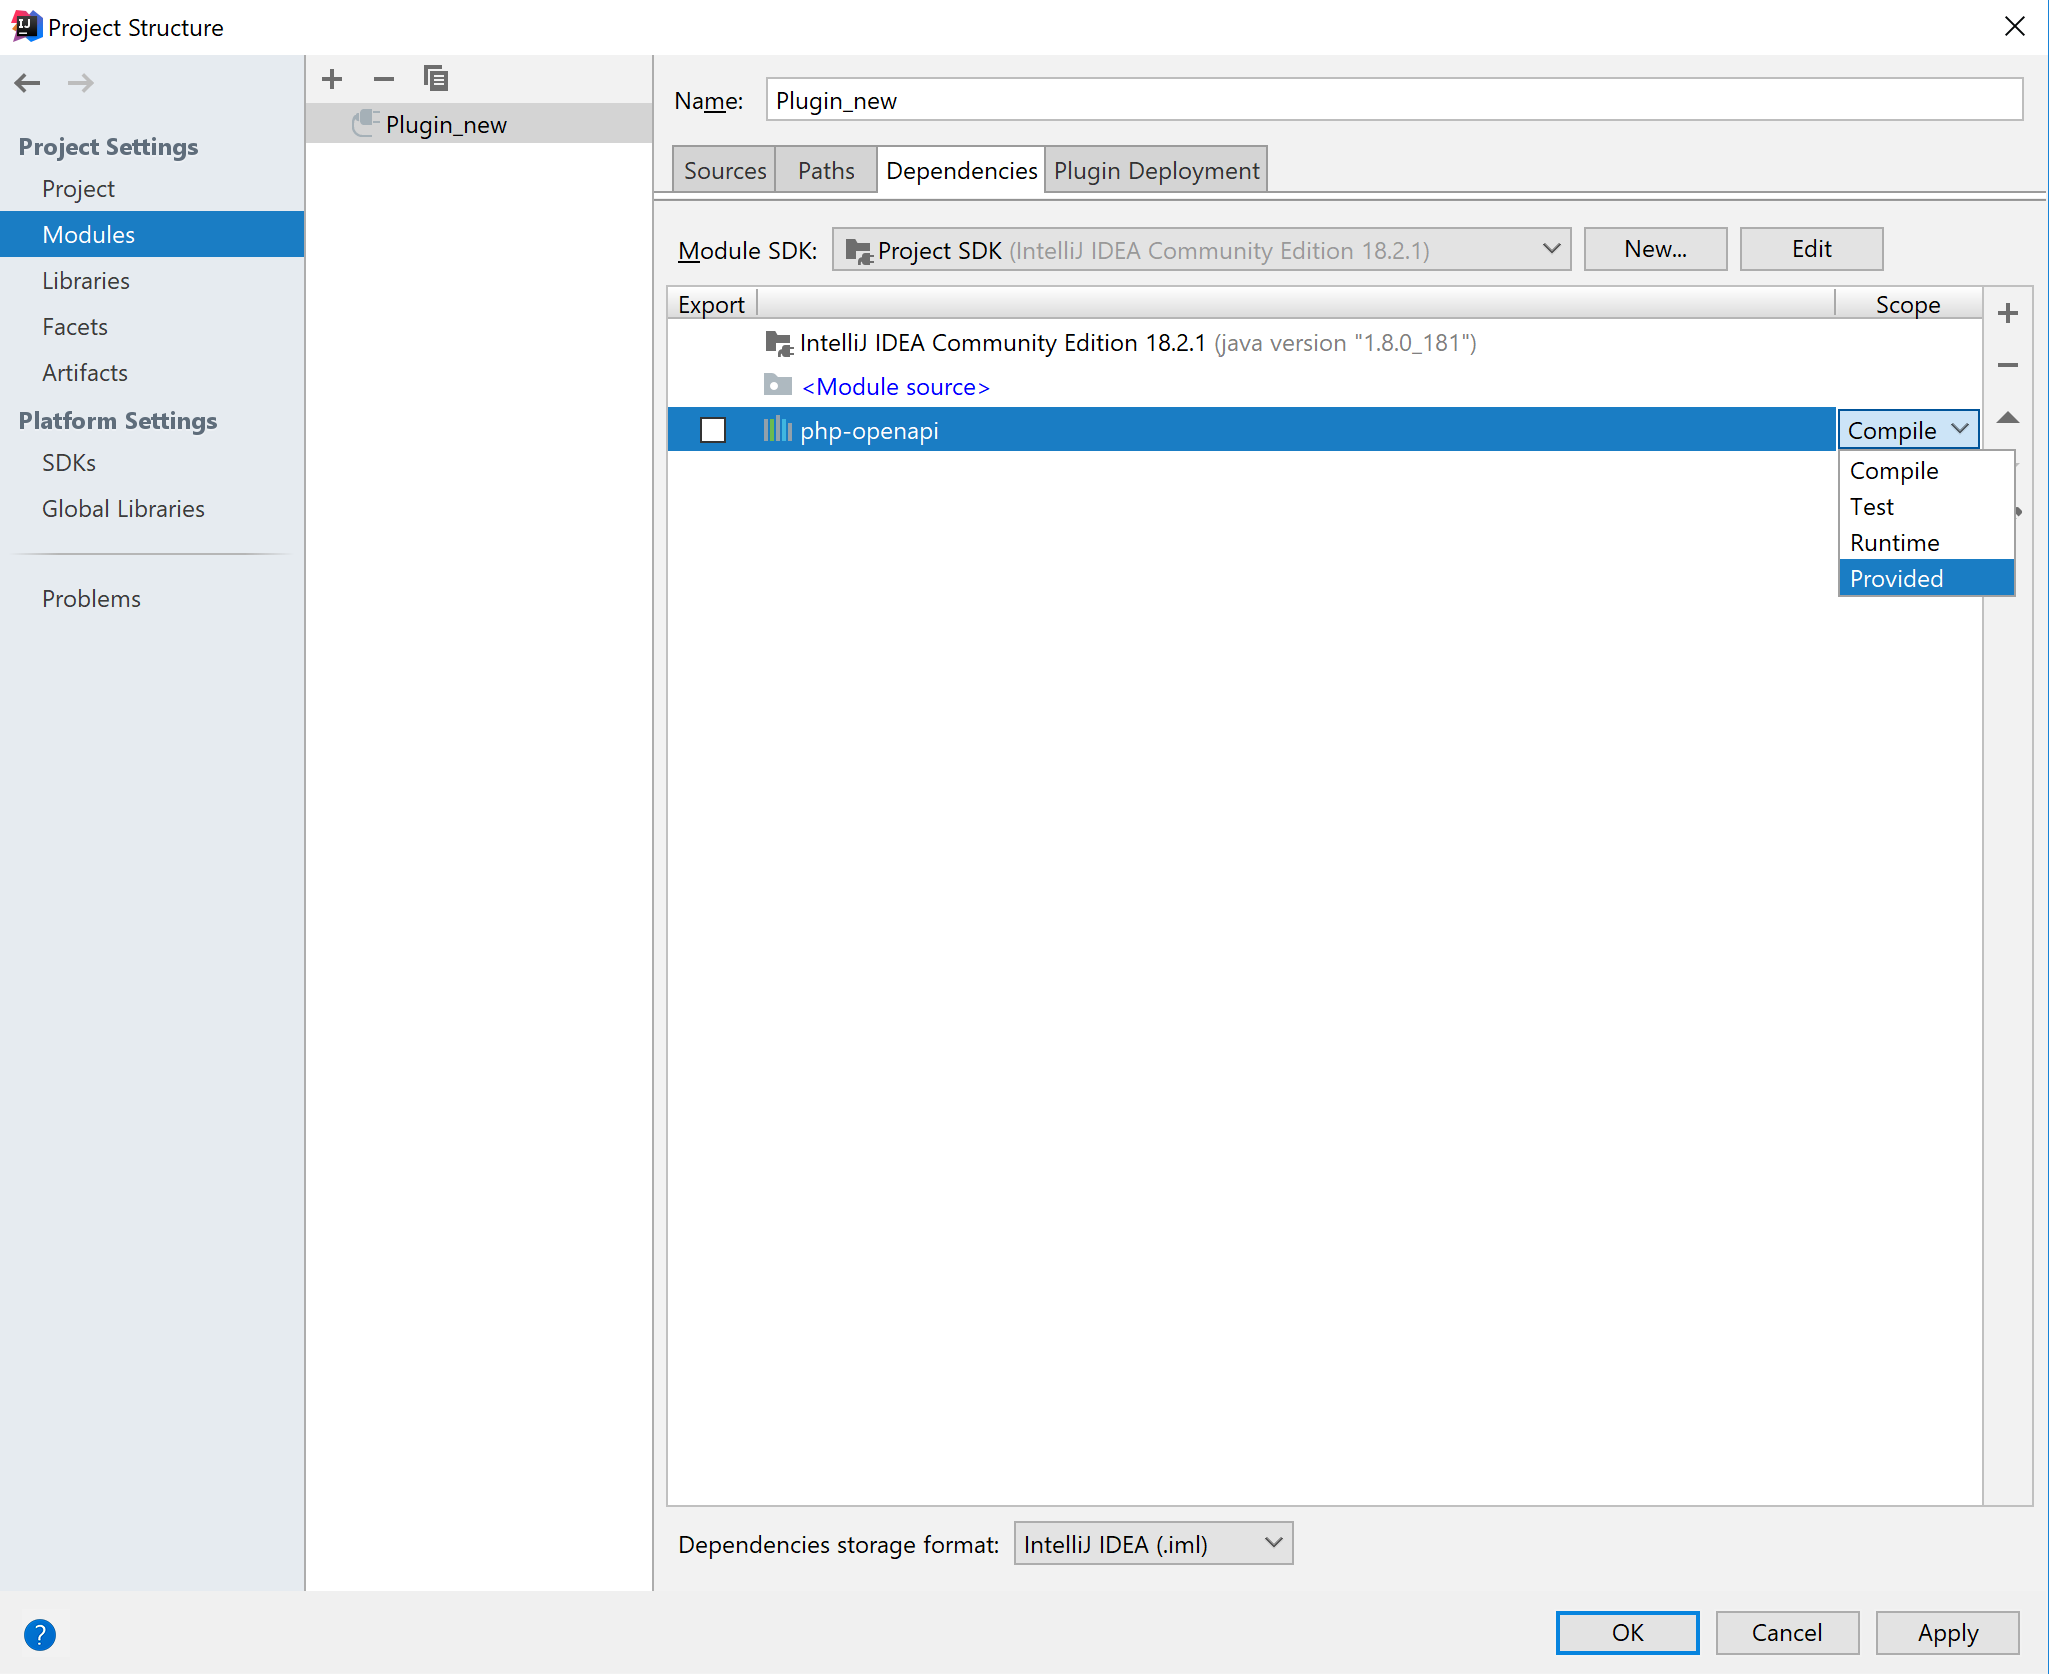 Project Structure
Project Settings
Project
Modules
Libraries
Facets
Artifacts
Platform Settings
SDKs
Global Libraries
Problems
Plugin_new
Name: Plugin_new
Sources Paths Dependencies Plugin Deployment
Module SDK: Project SDK (IntelliJ IDEA Community Edition 18.2.1) New... Edit
Export Scope
IntelliJ IDEA Community Edition 18.2.1 (java version "1.8.0_181")
<Module source>
php-openapi Compile
Compile
Test
Runtime
Provided
Dependencies storage format: IntelliJ IDEA (.iml)
? OK Cancel Apply